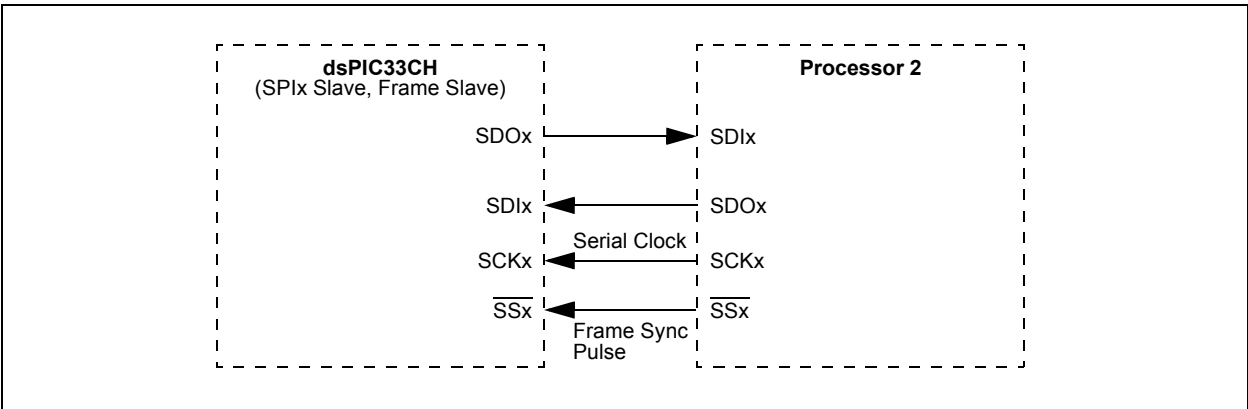 dsPIC33CH Processor 2
(SPIx Slave, Frame Slave)
SDOx SDIx
SDIx SDOx
Serial Clock
SCKx SCKx
SSx SSx
Frame Sync
Pulse